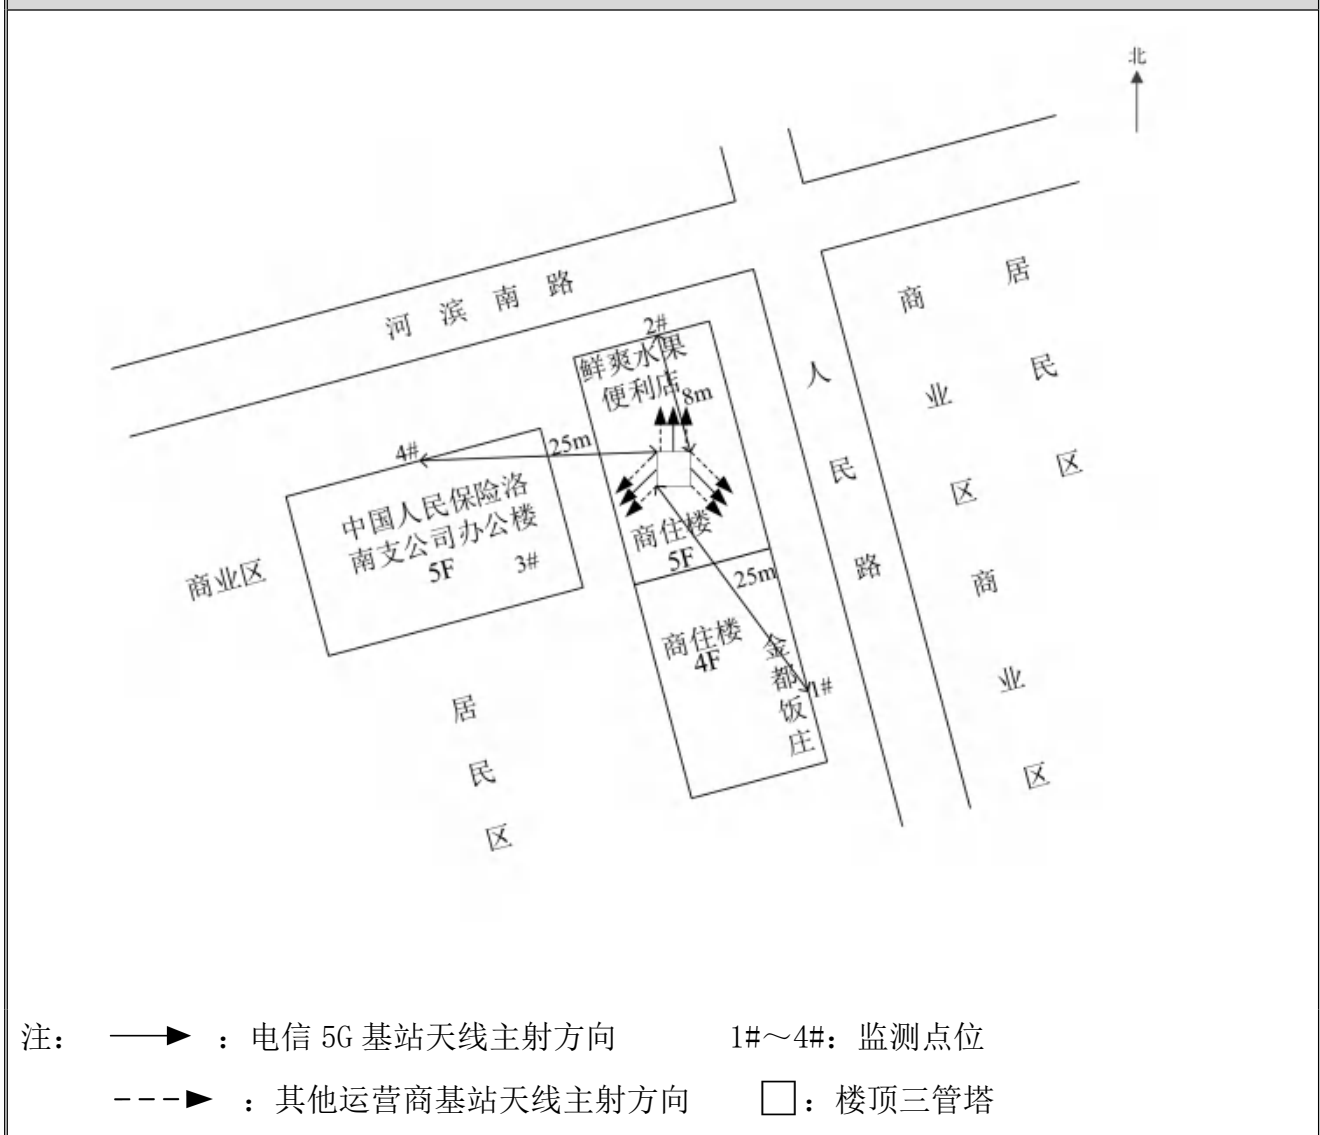 北
河滨南路
2#
鲜爽水果
便利店
8m
4#
25m
中国人民保险洛
南支公司办公楼
5F
3#
商业区
商住楼
5F
25m
商住楼
4F
金都饭庄
1#
人民路
商业区
居民区
商业区
居民区
注： ：电信 5G 基站天线主射方向 1#～4#：监测点位
：其他运营商基站天线主射方向 ：楼顶三管塔